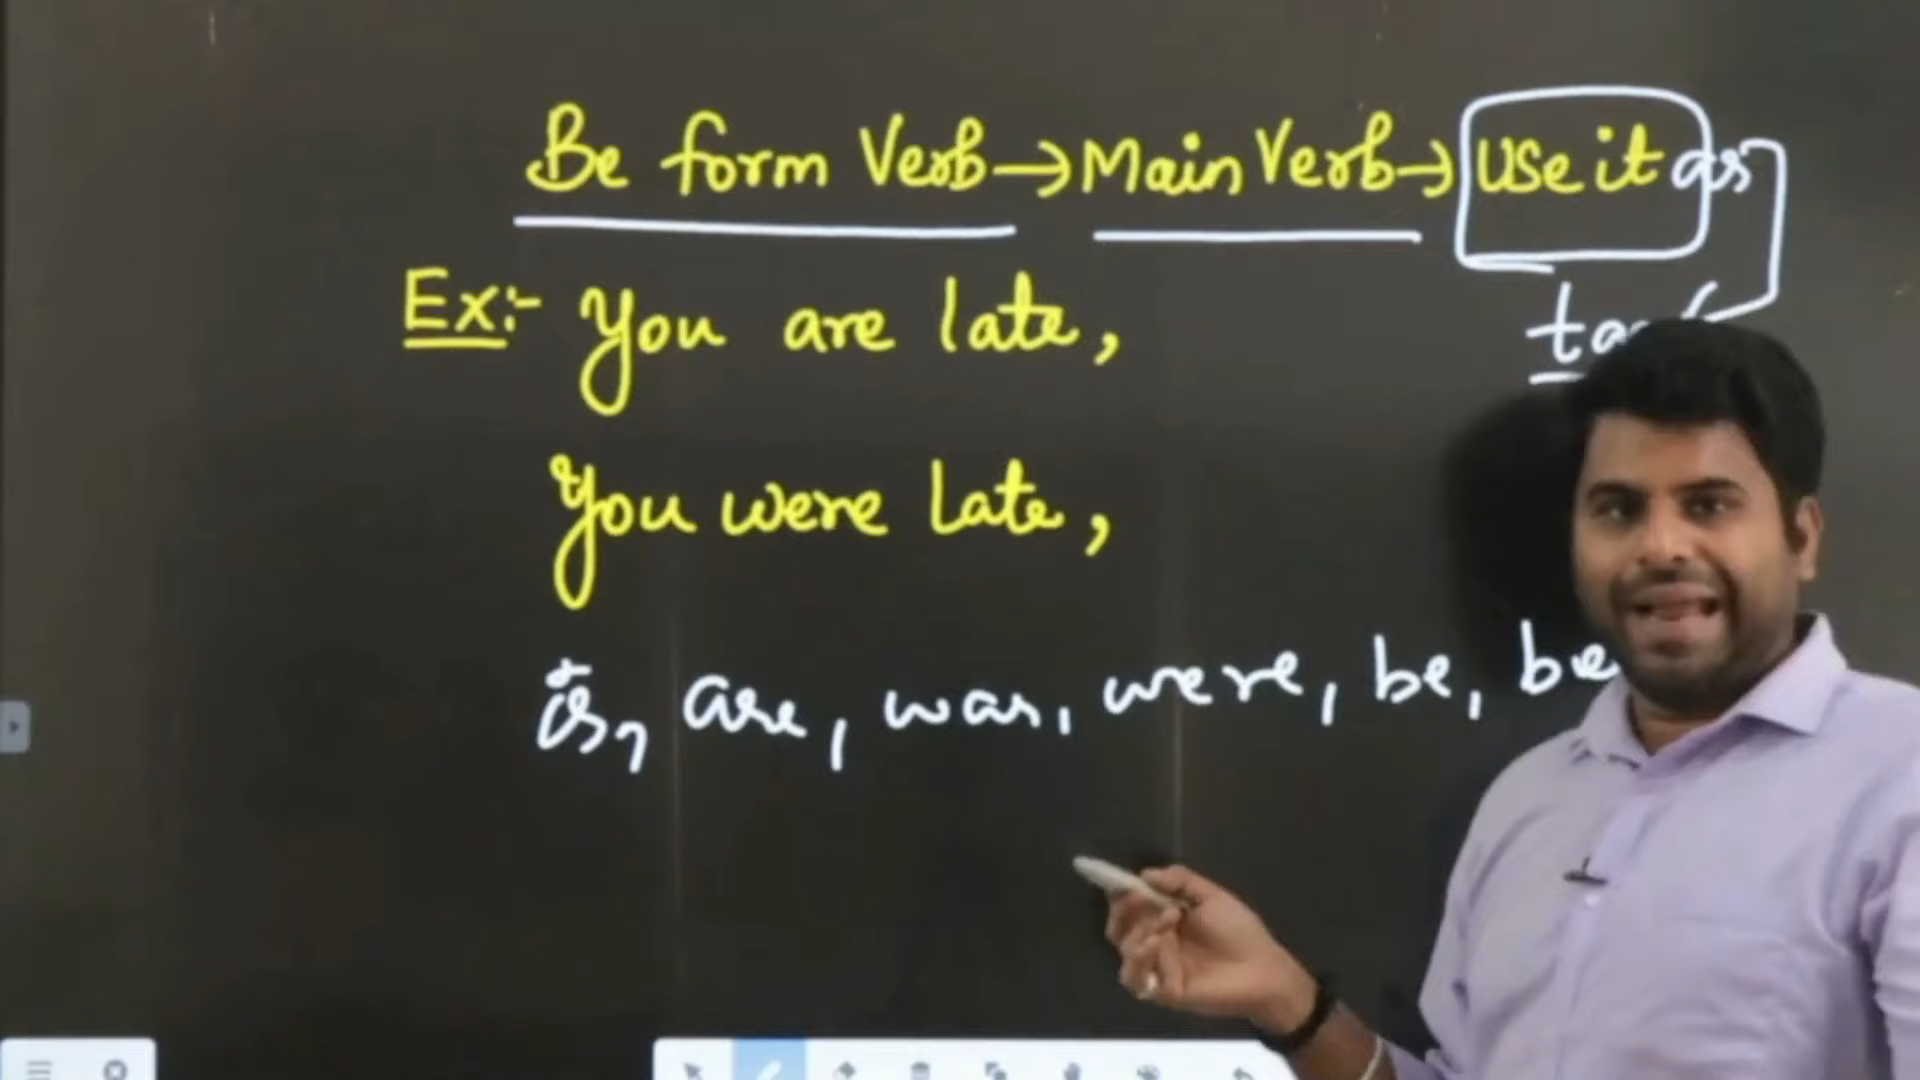 Be form Verb → Main Verb → Use it as
Ex:- You are late,
You were late,
is, are, was, were, be,